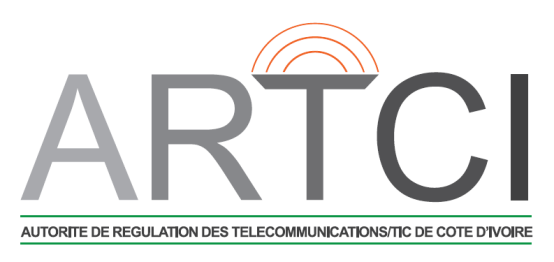 ARTCI
AUTORITE DE REGULATION DES TELECOMMUNICATIONS/TIC DE COTE D'IVOIRE